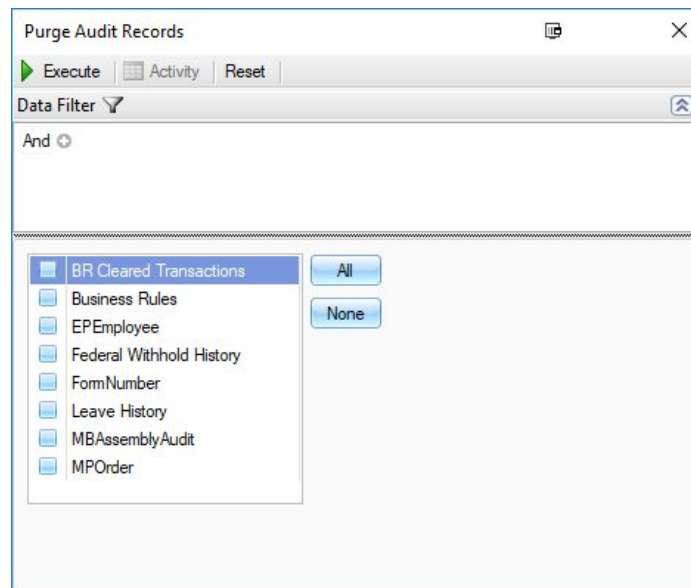 Purge Audit Records
Execute Activity Reset
Data Filter
And
BR Cleared Transactions
All
Business Rules
None
EPEmployee
Federal Withhold History
FormNumber
Leave History
MBAssemblyAudit
MPOrder